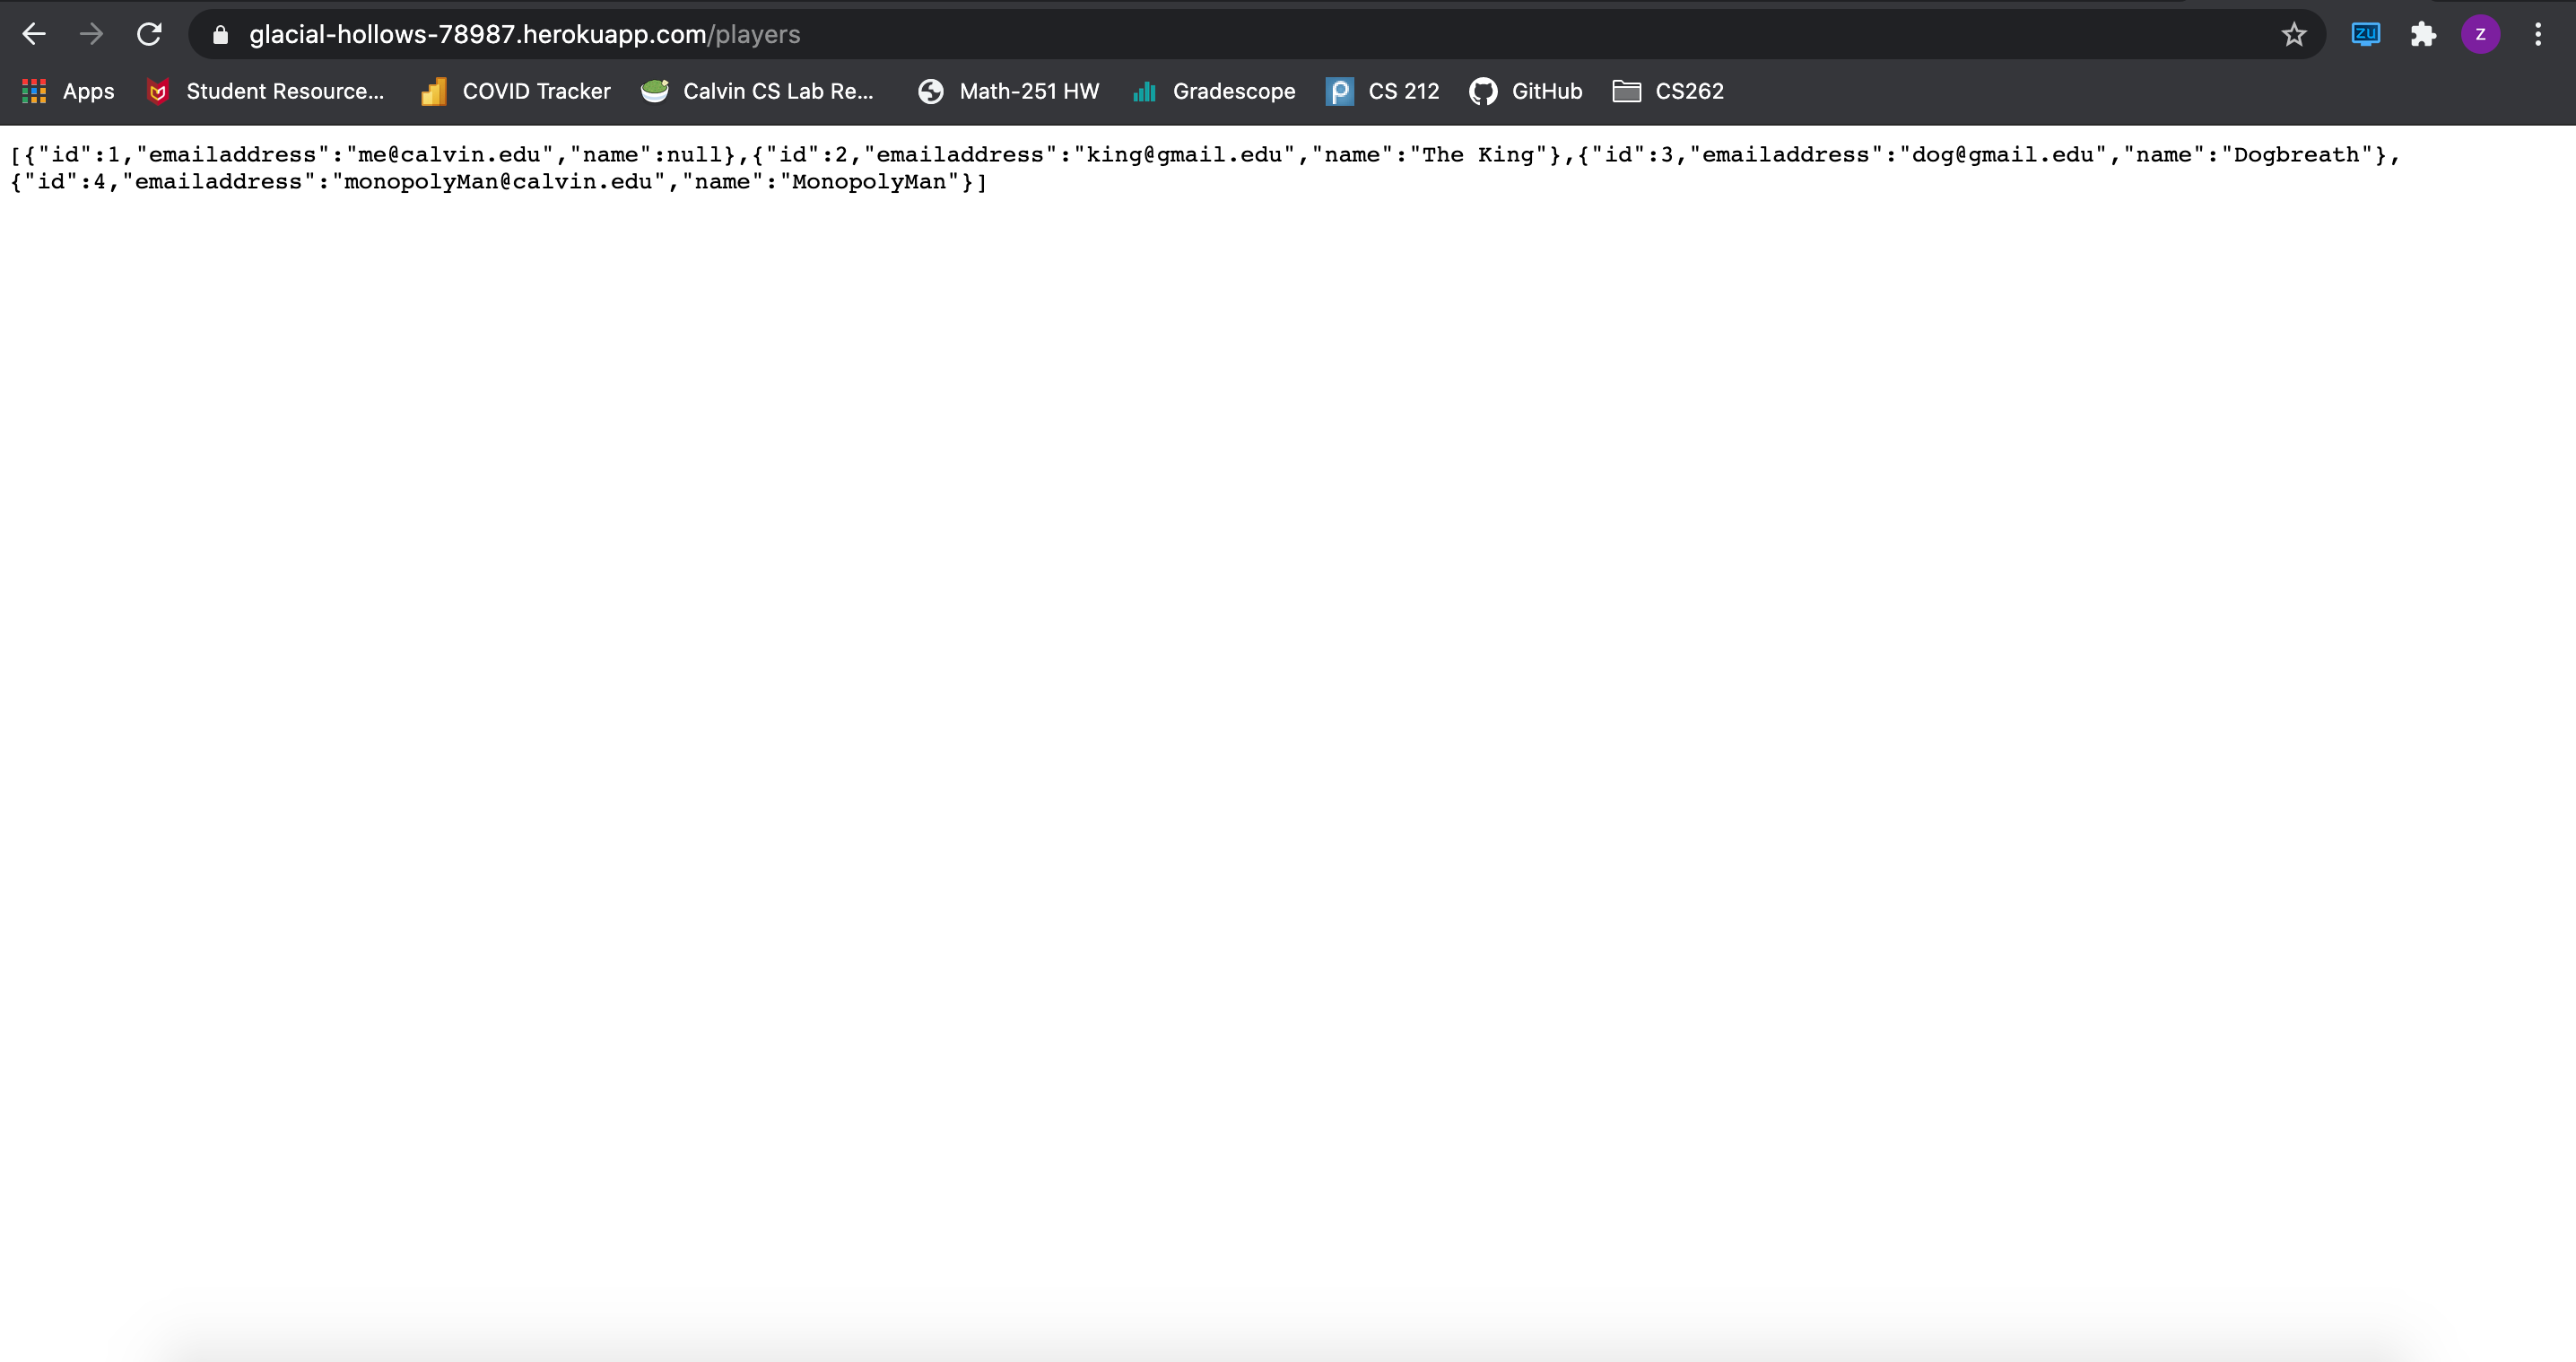 glacial-hollows-78987.herokuapp.com/players
zu
z
Apps Student Resource... COVID Tracker Calvin CS Lab Re... Math-251 HW Gradescope P CS 212 GitHub CS262
[{"id":1,"emailaddress":"me@calvin.edu","name":null},{"id":2,"emailaddress":"king@gmail.edu","name":"The King"},{"id":3,"emailaddress":"dog@gmail.edu","name":"Dogbreath"},
{"id":4,"emailaddress":"monopolyMan@calvin.edu","name":"MonopolyMan"}]